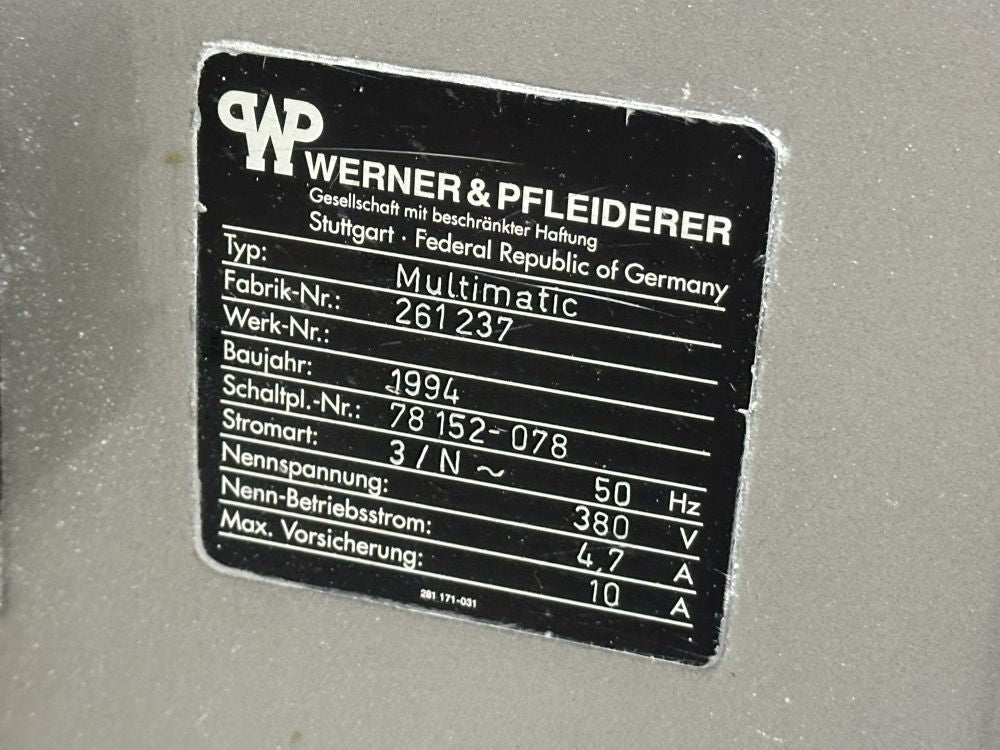 WP
WERNER & PFLEIDERER
Gesellschaft mit beschränkter Haftung
Stuttgart · Federal Republic of Germany
Typ: Multimatic
Fabrik-Nr.: 261 237
Werk-Nr.:
Baujahr: 1994
Schaltpl.-Nr.: 78 152-078
Stromart: 3 / N ~ 50 Hz
Nennspannung: 380 V
Nenn-Betriebsstrom: 4,7 A
Max. Vorsicherung: 10 A
281 171-031